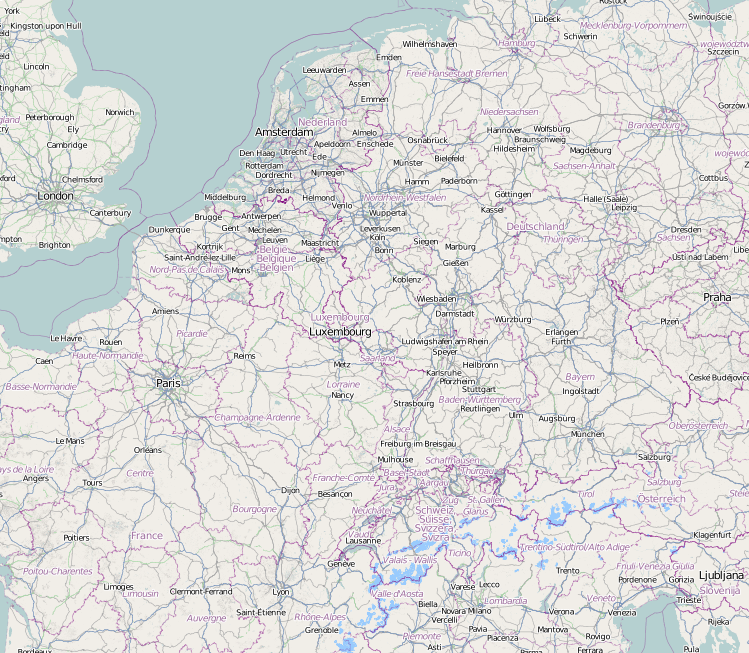 York
Kingston upon Hull
Lübeck
Rostock
Świnoujście
Mecklenburg-Vorpommern
Wilhelmshaven
Hamburg
Schwerin
Szczecin
Emden
Lincoln
Leeuwarden
Freie Hansestadt Bremen
Assen
Emmen
Peterborough
Norwich
Niedersachsen
Ely
Nederland
Amsterdam
Almelo
Hannover
Wolfsburg
Brandenburg
Cambridge
Apeldoorn
Enschede
Osnabrück
Braunschweig
Den Haag
Utrecht
Ede
Hildesheim
Magdeburg
Rotterdam
Münster
Bielefeld
Sachsen-Anhalt
Chelmsford
Dordrecht
Nijmegen
Hamm
Paderborn
Cottbus
London
Breda
Göttingen
Middelburg
Helmond
Venlo
Nordrhein-Westfalen
Halle (Saale)
Leipzig
Canterbury
Brugge
Antwerpen
Wuppertal
Kassel
Dunkerque
Gent
Mechelen
Leverkusen
Deutschland
Dresden
Brighton
Kortrijk
Leuven
Maastricht
Köln
Siegen
Marburg
Thüringen
Sachsen
Saint-André-lez-Lille
België
Belgique
Belgien
Liège
Bonn
Gießen
Ústí nad Labem
Nord-Pas de Calais
Mons
Koblenz
Wiesbaden
Praha
Amiens
Luxembourg
Darmstadt
Plzeň
Le Havre
Rouen
Picardie
Luxembourg
Würzburg
Erlangen
Fürth
Ludwigshafen am Rhein
Speyer
Caen
Haute-Normandie
Reims
Metz
Saarland
Heilbronn
Basse-Normandie
Paris
Lorraine
Nancy
Karlsruhe
Pforzheim
Stuttgart
Bayern
Ingolstadt
České Budějovice
Strasbourg
Baden-Württemberg
Reutlingen
Champagne-Ardenne
Ulm
Augsburg
Le Mans
Alsace
München
Oberösterreich
Orléans
Freiburg im Breisgau
Mulhouse
Salzburg
Pays de la Loire
Angers
Tours
Centre
Dijon
Besançon
Franche-Comté
Basel-Stadt
Schaffhausen
Thurgau
Jura
Aargau
Salzburg
Bourgogne
Zug
St. Gallen
Tirol
Österreich
Neuchâtel
Schweiz,
Suisse,
Svizzera,
Svizra
Glarus
Poitiers
France
Vaud
Lausanne
Klagenfurt
Poitou-Charentes
Genève
Valais - Wallis
Ticino
Trentino-Südtirol/Alto Adige
Trento
Friuli-Venezia Giulia
Ljubljana
Limoges
Limousin
Clermont-Ferrand
Lyon
Valle d'Aosta
Varese
Lecco
Pordenone
Gorizia
Slovenija
Saint-Étienne
Biella
Novara
Milano
Lombardia
Verona
Veneto
Venezia
Trieste
Auvergne
Rhône-Alpes
Grenoble
Vercelli
Pavia
Mantova
Rovigo
Rijeka
Bordeaux
Piemonte
Asti
Piacenza
Parma
Ferrara
Pula